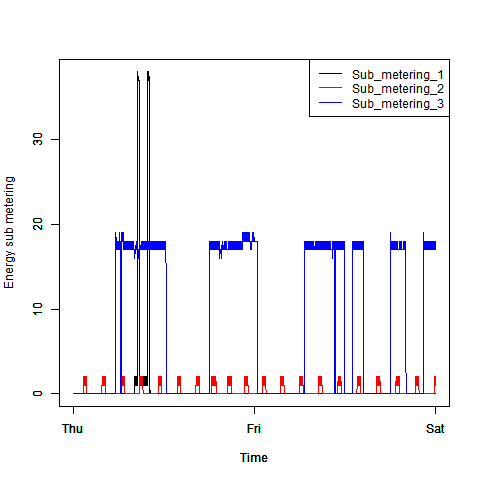 Sub_metering_1
Sub_metering_2
Sub_metering_3
Energy sub metering
30
20
10
0
Thu
Fri
Sat
Time